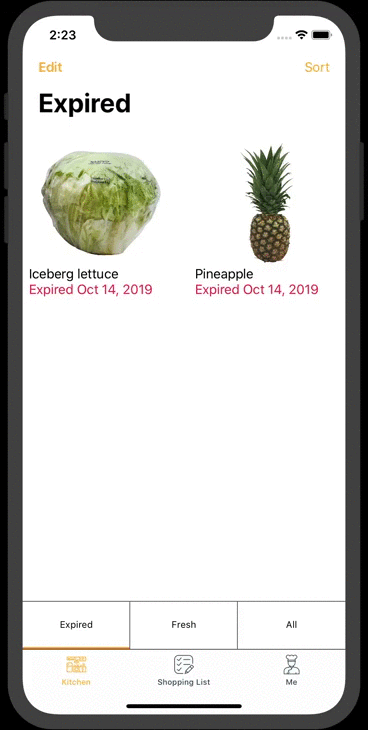 2:23
Edit Sort
Expired
Iceberg lettuce Pineapple
Expired Oct 14, 2019 Expired Oct 14, 2019
Expired Fresh All
Kitchen Shopping List Me